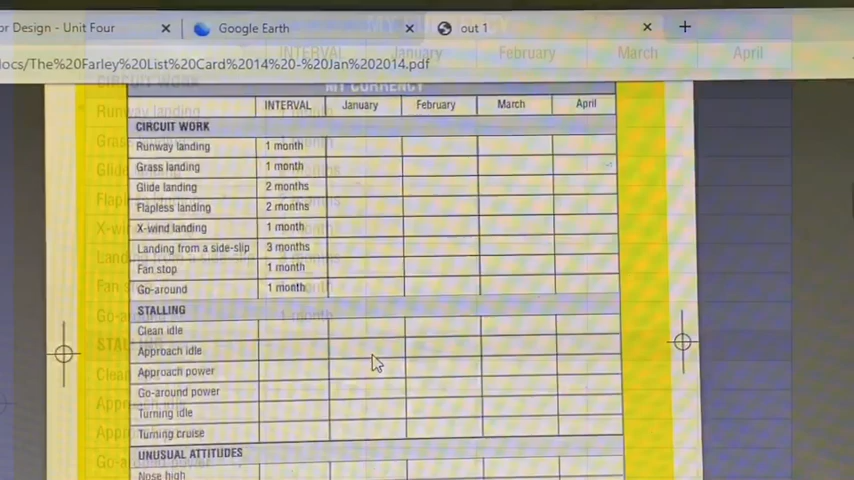 or Design - Unit Four
Google Earth
out 1
ocs/The%20Farley%20List%20Card%2014%20-%20Jan%202014.pdf
MY CURRENCY
INTERVAL January February March April
CIRCUIT WORK
Runway landing 1 month
Grass landing 1 month
Glide landing 2 months
Flapless landing 2 months
X-wind landing 1 month
Landing from a side-slip 3 months
Fan stop 1 month
Go-around 1 month
STALLING
Clean idle
Approach idle
Approach power
Go-around power
Turning idle
Turning cruise
UNUSUAL ATTITUDES
Nose high